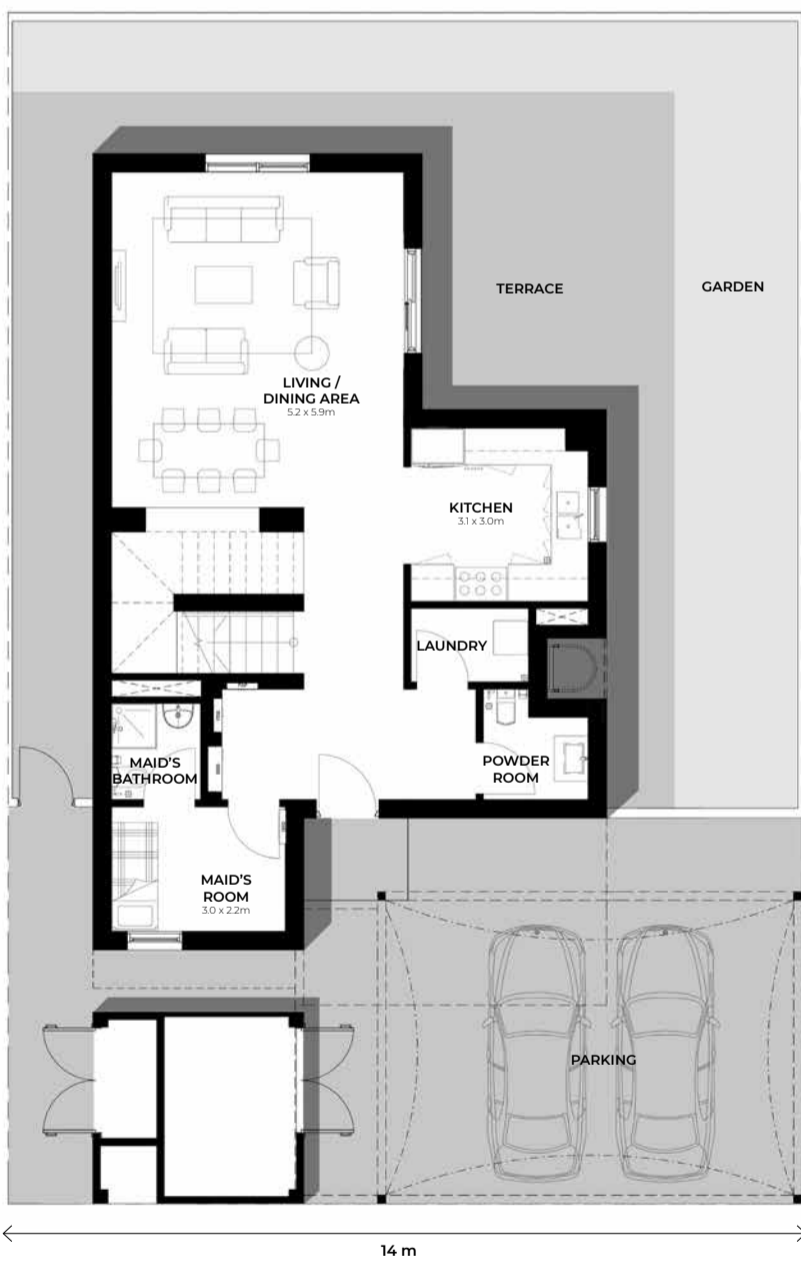 TERRACE
GARDEN
LIVING /
DINING AREA
5.2 x 5.9m
KITCHEN
3.1 x 3.0m
LAUNDRY
MAID'S
BATHROOM
POWDER
ROOM
MAID'S
ROOM
3.0 x 2.2m
PARKING
14 m